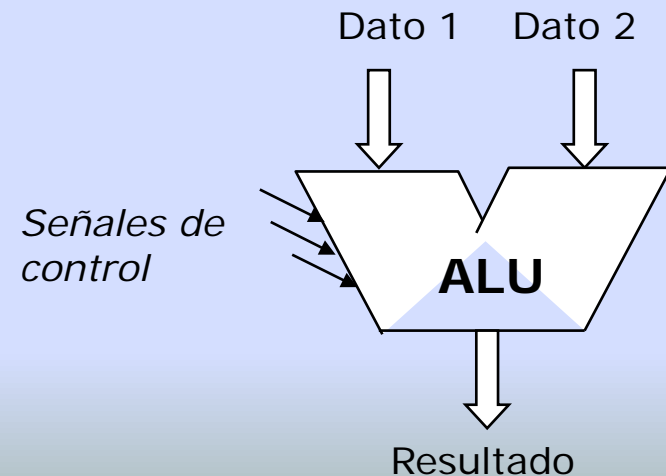 Dato 1 Dato 2
Señales de
control
ALU
Resultado